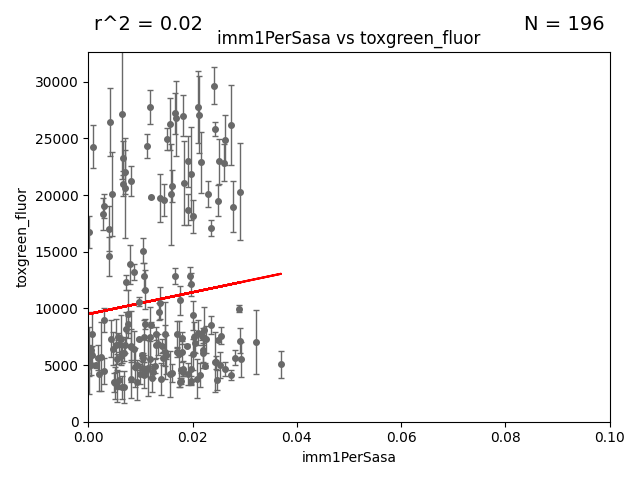 r^2 = 0.02
N = 196
imm1PerSasa vs toxgreen_fluor
30000
25000
20000
15000
10000
5000
0
toxgreen_fluor
0.00 0.02 0.04 0.06 0.08 0.10
imm1PerSasa